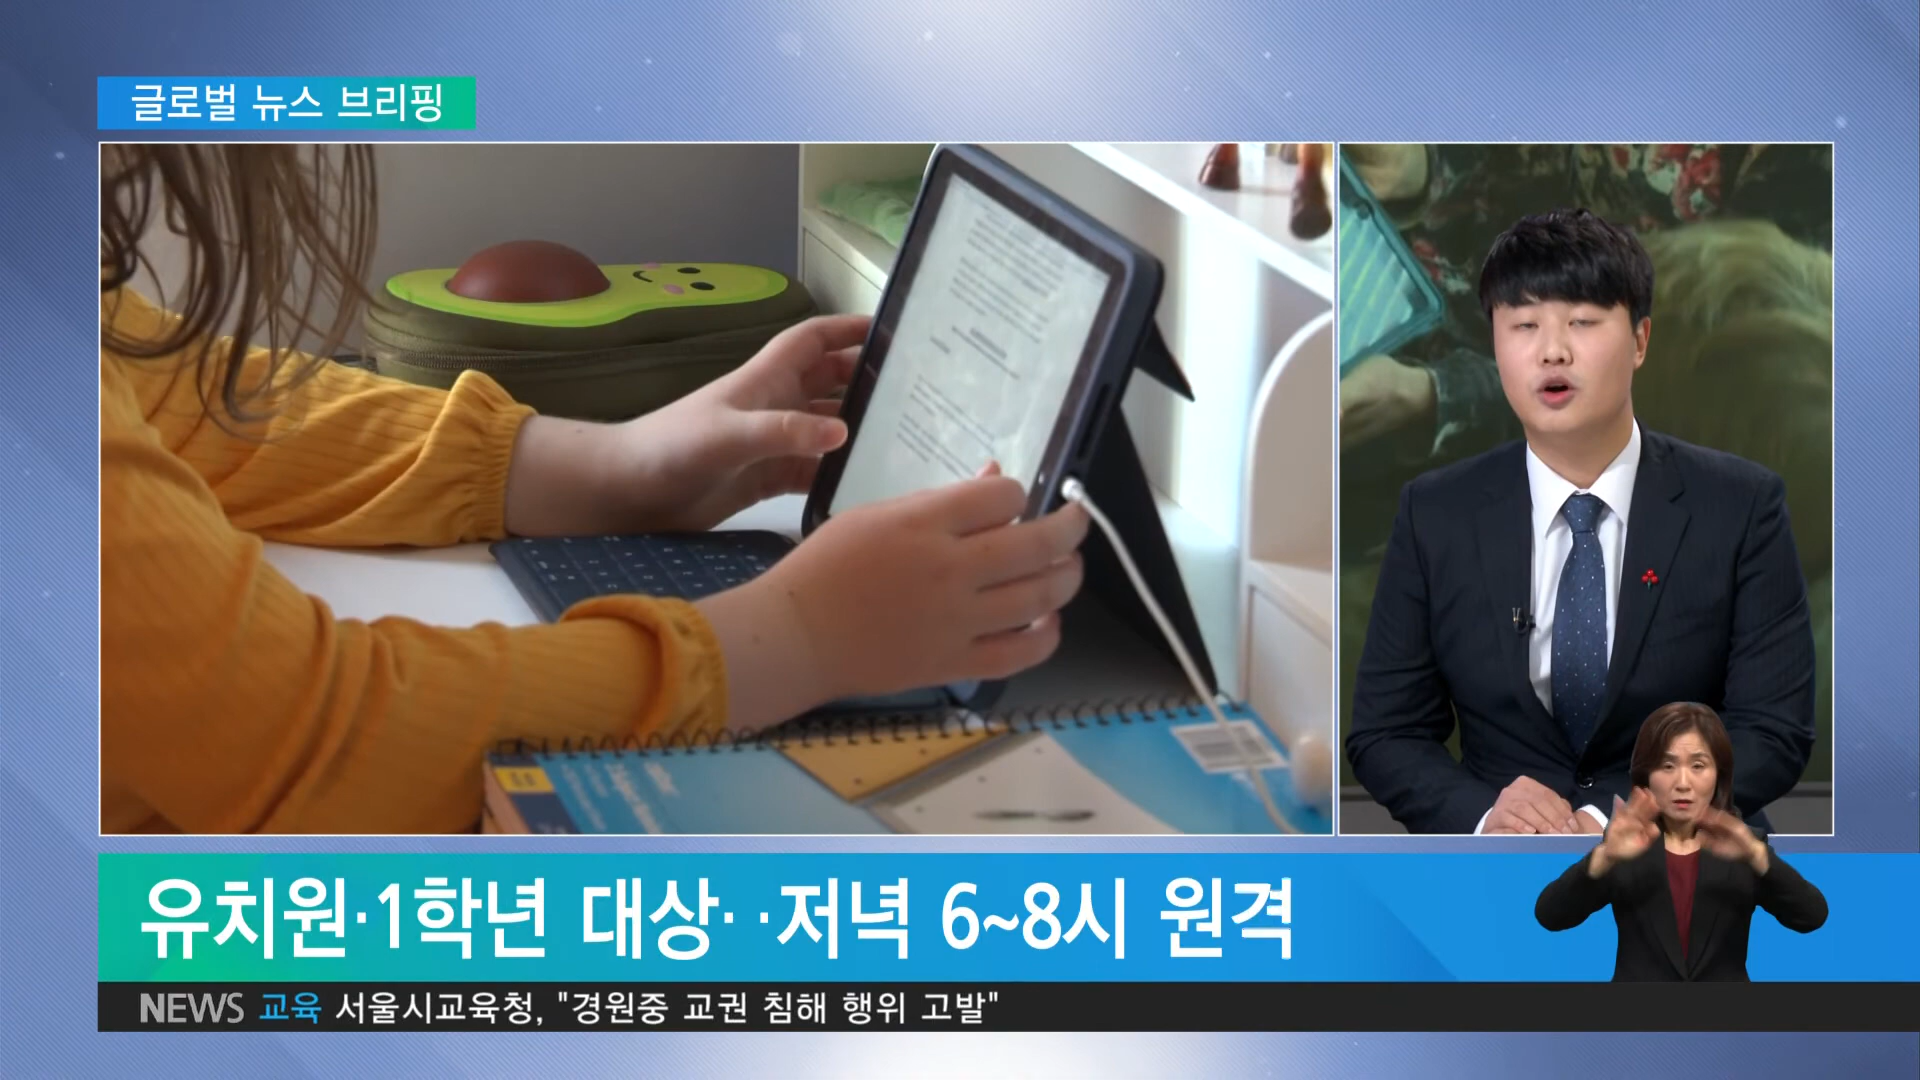 글로벌 뉴스 브리핑
유치원·1학년 대상‥저녁 6~8시 원격
NEWS 교육 서울시교육청, "경원중 교권 침해 행위 고발"